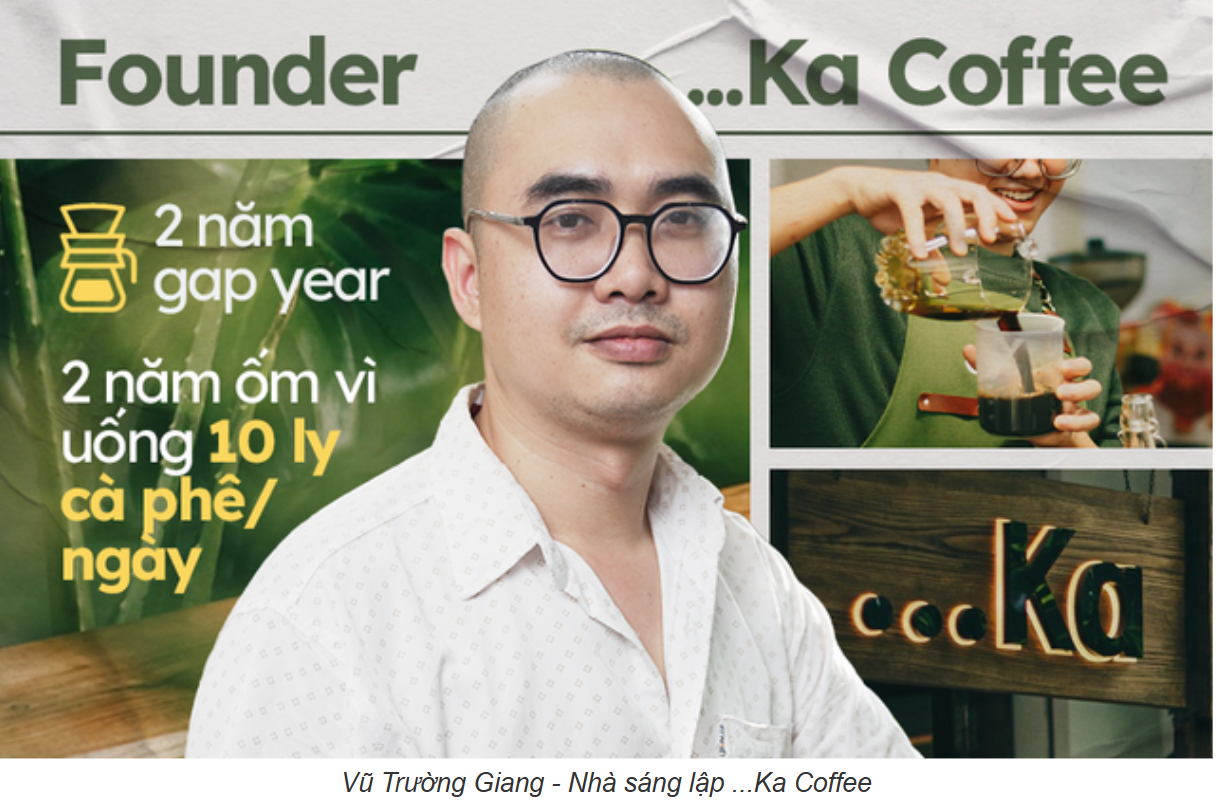 Founder ...Ka Coffee
2 năm
gap year
2 năm ốm vì
uống 10 ly
cà phê/
ngày
...Ka
Vũ Trường Giang - Nhà sáng lập ...Ka Coffee